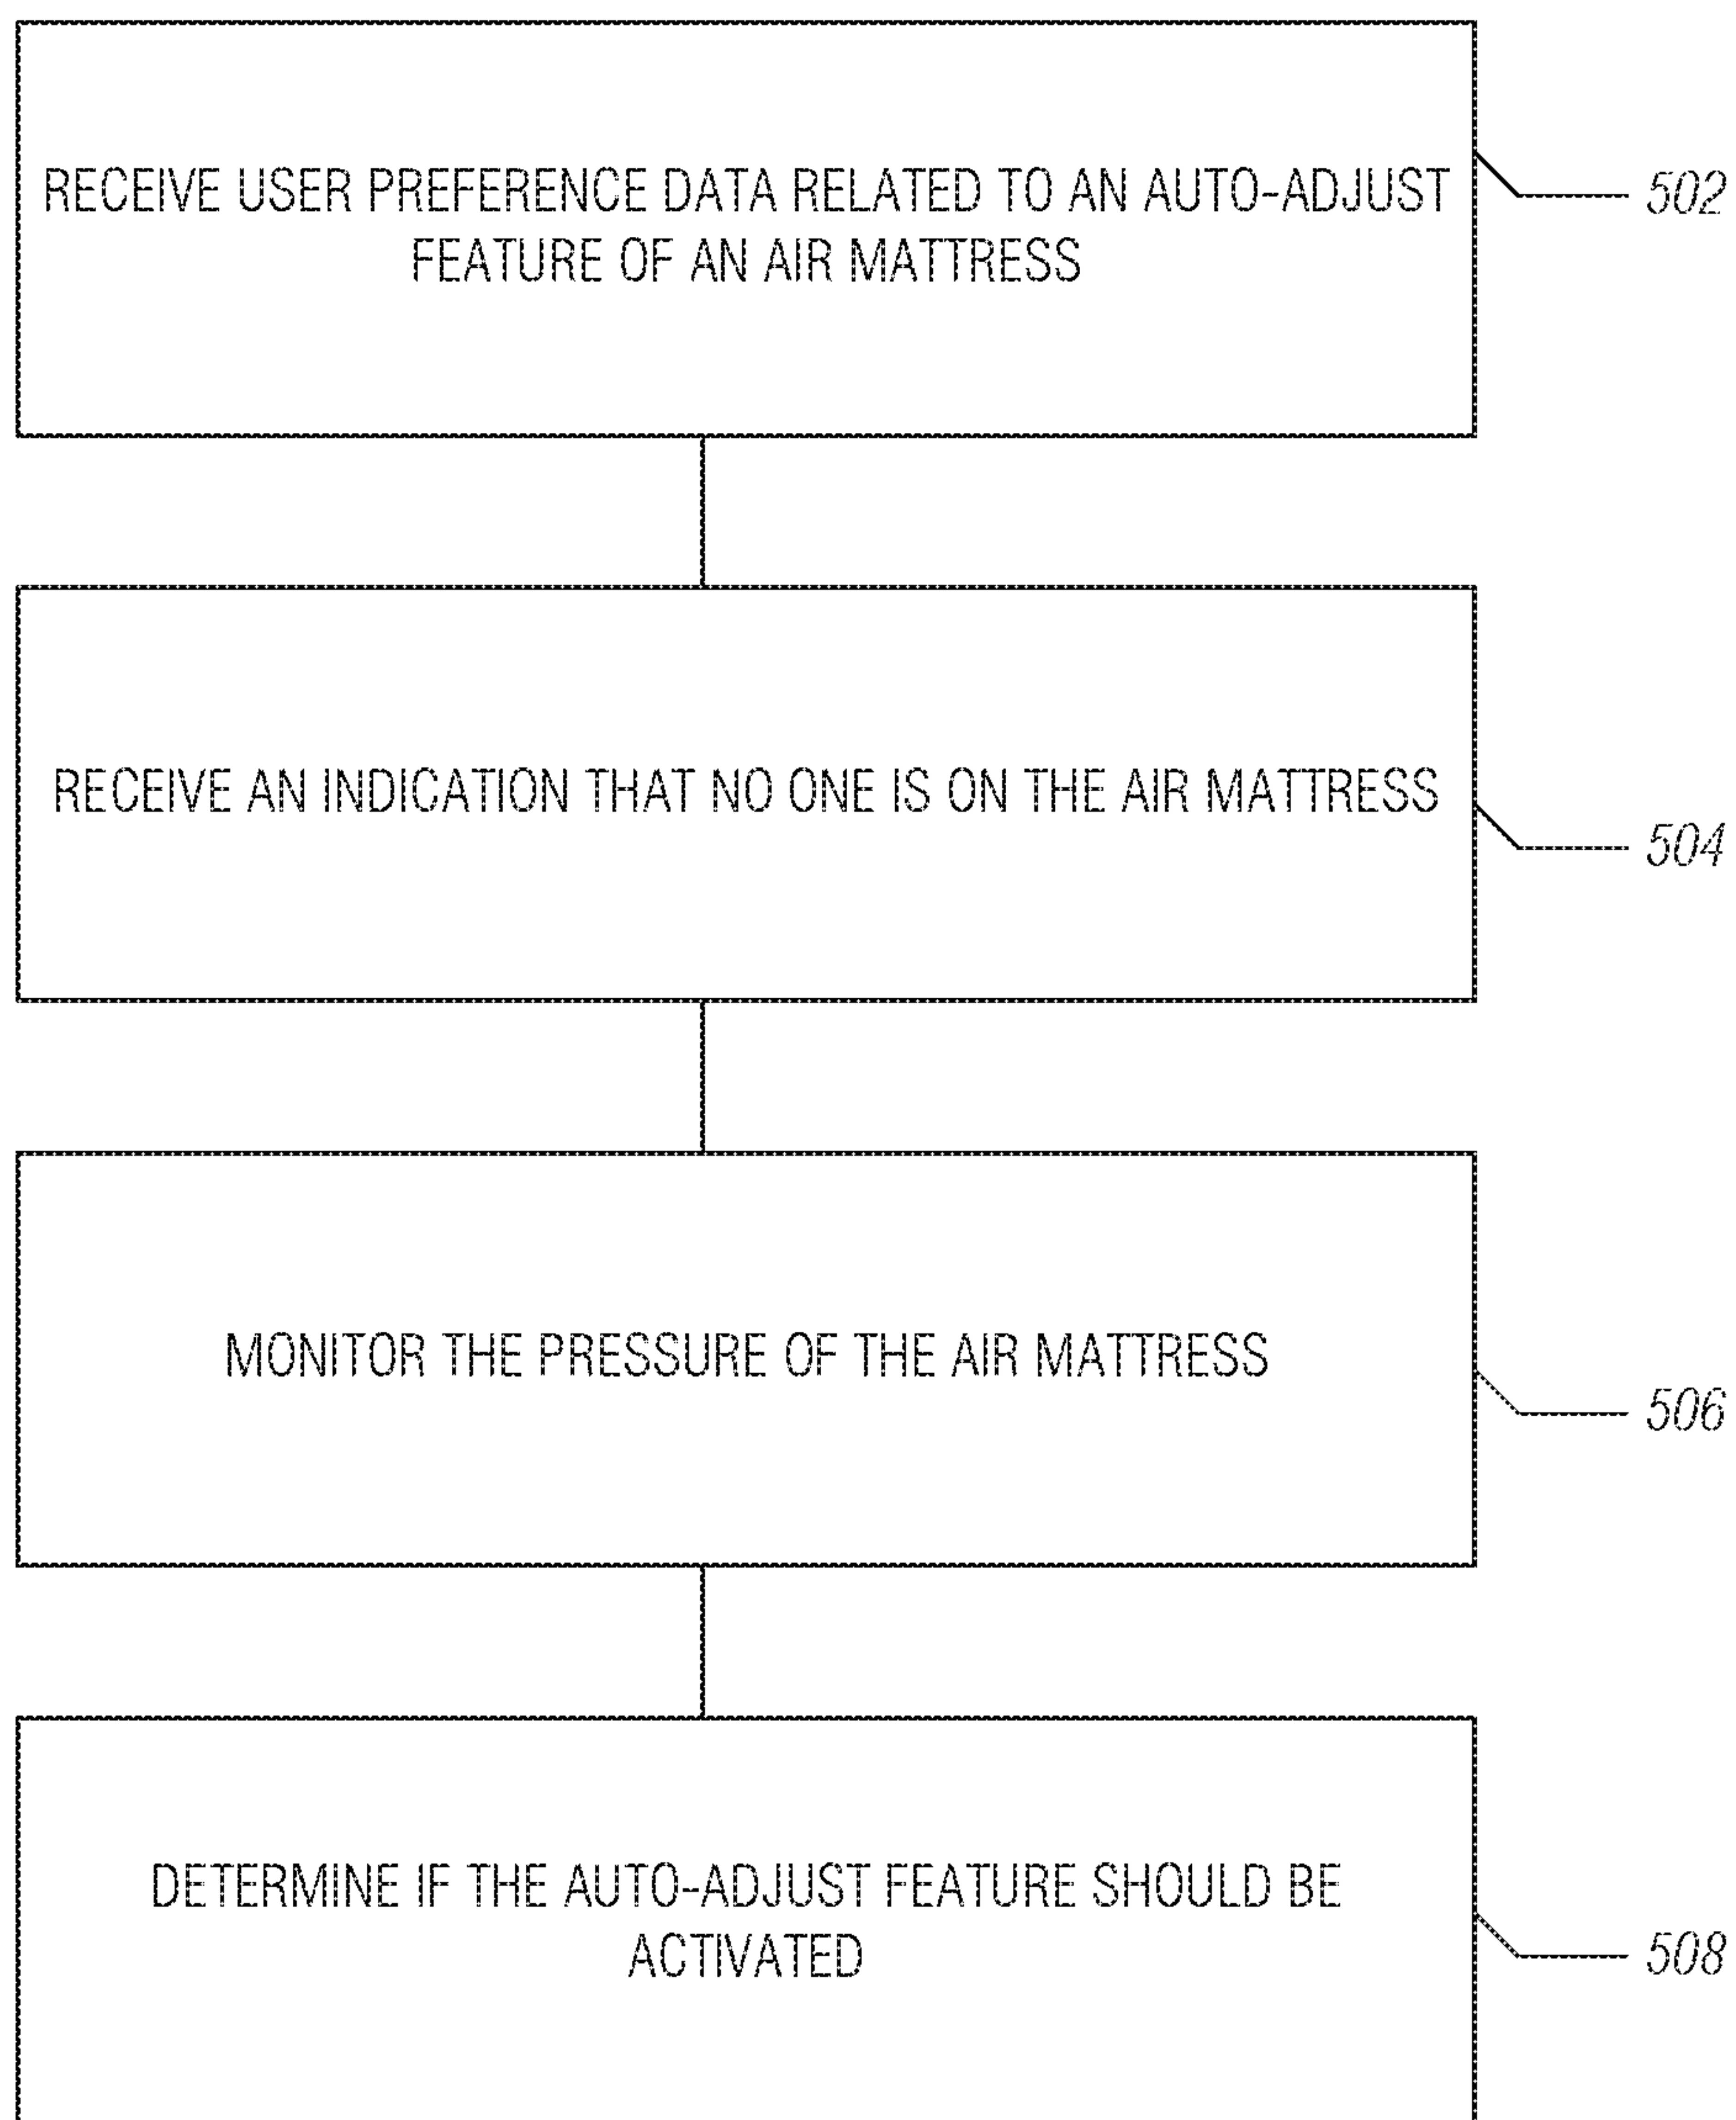 RECEIVE USER PREFERENCE DATA RELATED TO AN AUTO-ADJUST
FEATURE OF AN AIR MATTRESS
502
RECEIVE AN INDICATION THAT NO ONE IS ON THE AIR MATTRESS
504
MONITOR THE PRESSURE OF THE AIR MATTRESS
506
DETERMINE IF THE AUTO-ADJUST FEATURE SHOULD BE
ACTIVATED
508